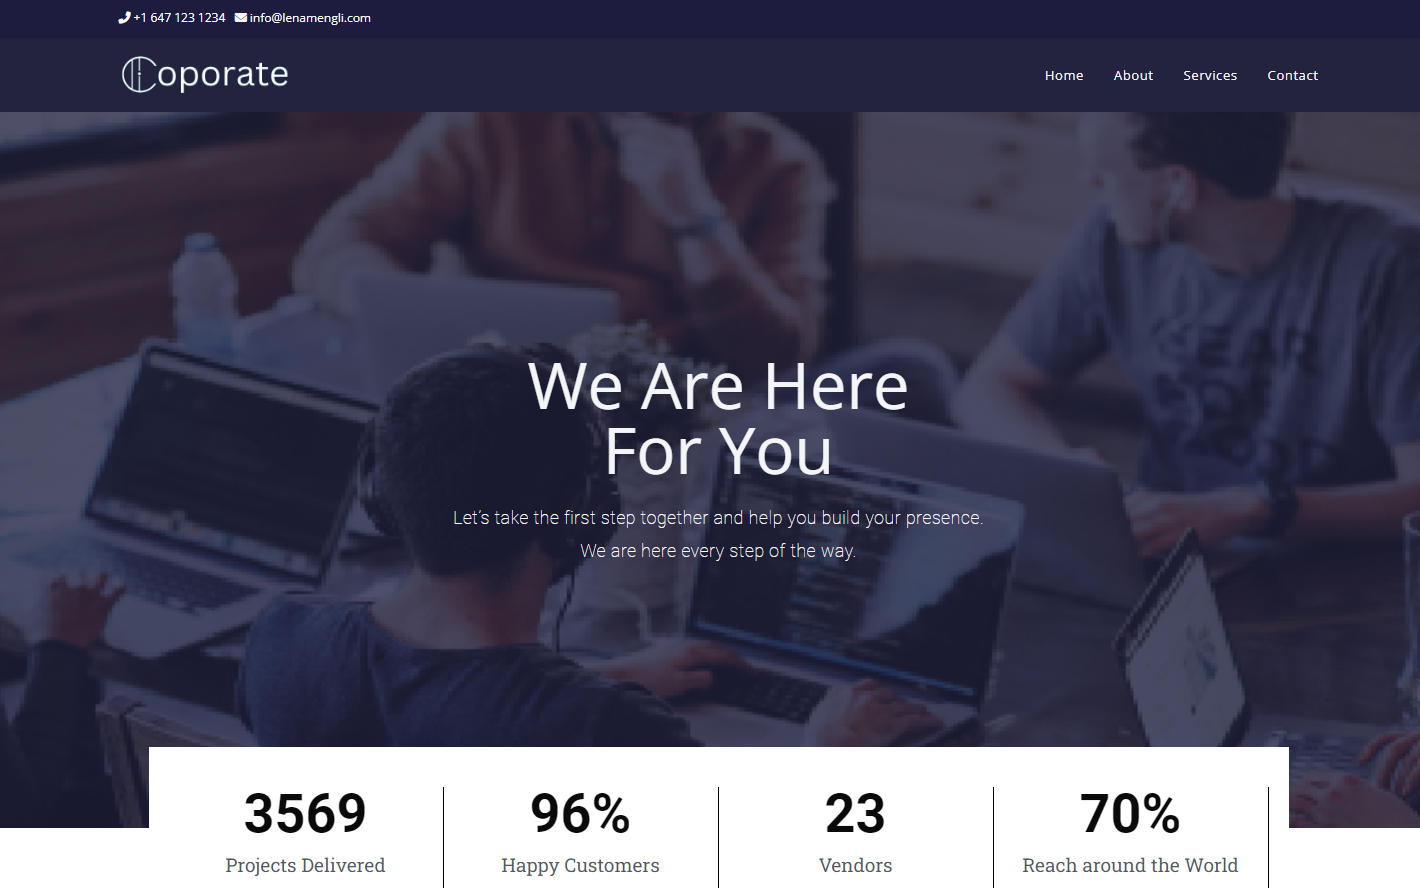 +1 647 123 1234 info@lenamengli.com
Coporate
Home About Services Contact
We Are Here
For You
Let's take the first step together and help you build your presence.
We are here every step of the way.
3569 96% 23 70%
Projects Delivered Happy Customers Vendors Reach around the World